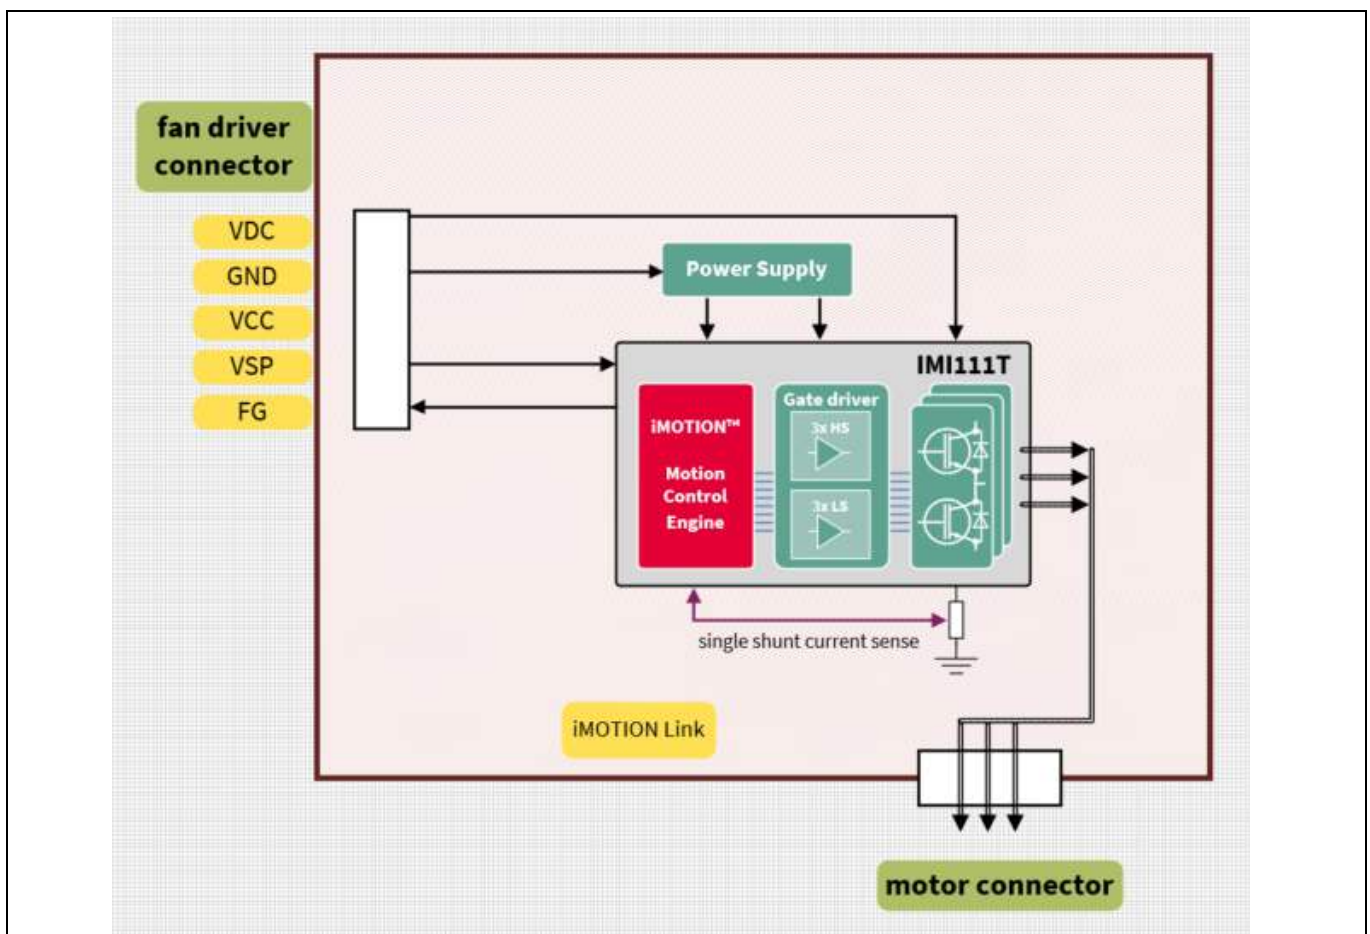 fan driver
connector
VDC
GND
VCC
VSP
FG
Power Supply
IMI111T
iMOTION™
Motion
Control
Engine
Gate driver
3x HS
3x LS
single shunt current sense
iMOTION Link
motor connector